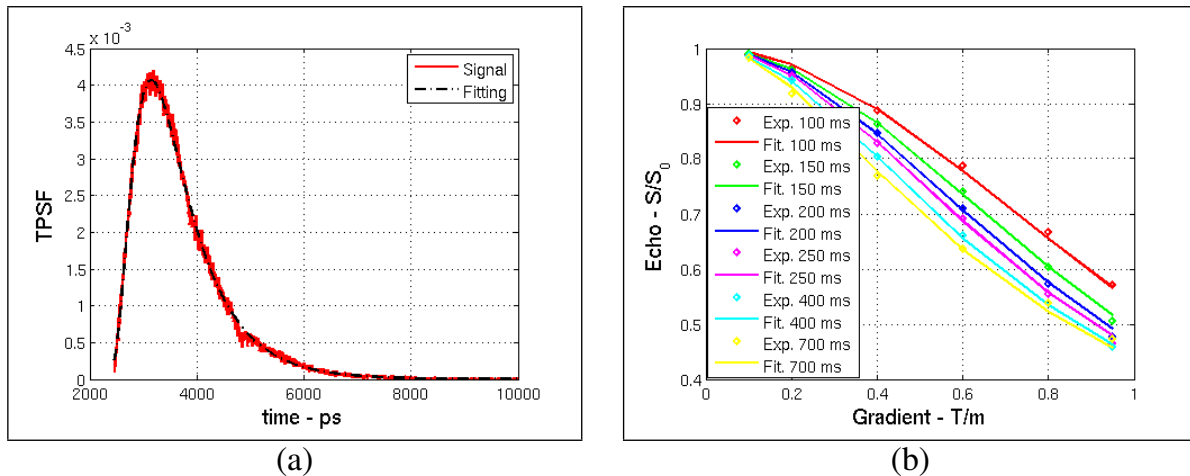 x 10⁻³
4.5
4
3.5
3
2.5
2
1.5
1
0.5
0
2000 4000 6000 8000 10000
TPSF
time - ps
Signal
Fitting
(a)
1
0.9
0.8
0.7
0.6
0.5
0.4
0 0.2 0.4 0.6 0.8 1
Echo - S/S₀
Gradient - T/m
Exp. 100 ms
Fit. 100 ms
Exp. 150 ms
Fit. 150 ms
Exp. 200 ms
Fit. 200 ms
Exp. 250 ms
Fit. 250 ms
Exp. 400 ms
Fit. 400 ms
Exp. 700 ms
Fit. 700 ms
(b)